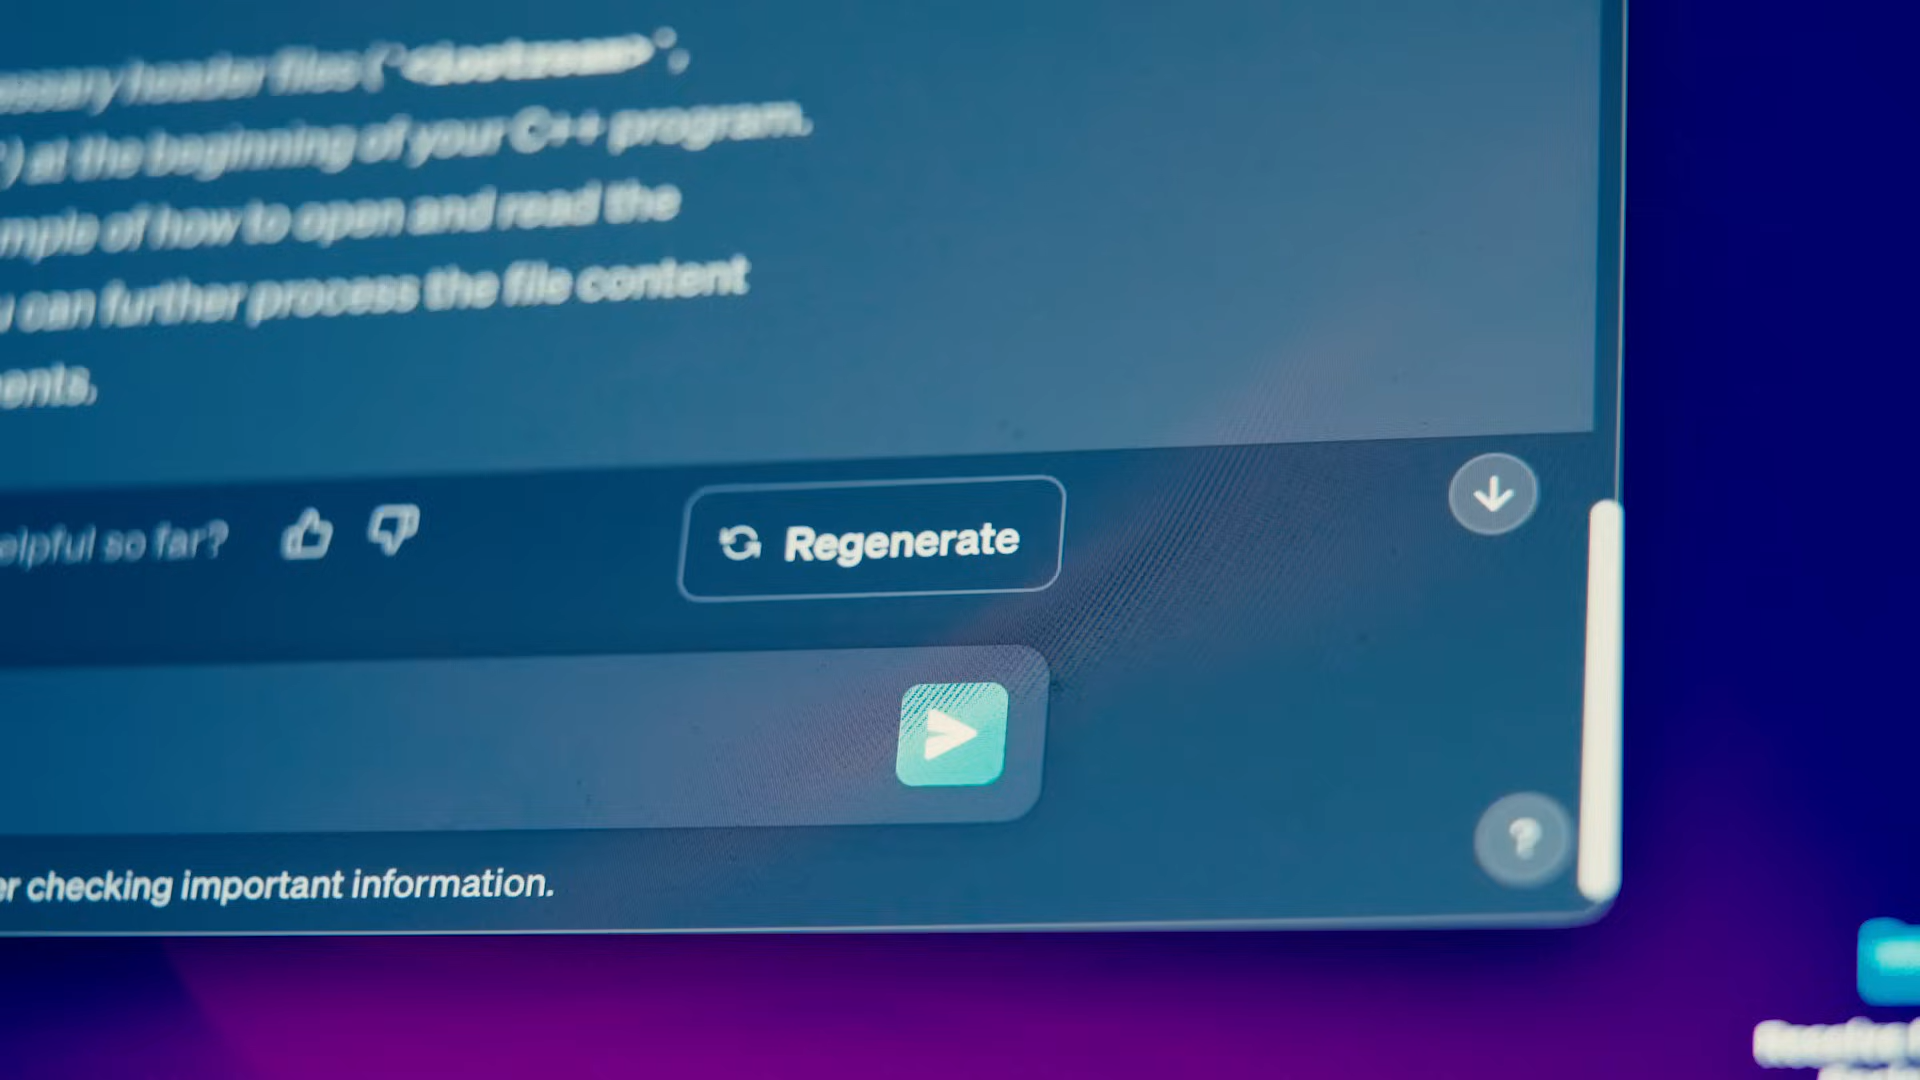 header files ("<iostream>",
") at the beginning of your C++ program.
mple of how to open and read the
can further process the file content
ents,
elpful so far?
Regenerate
er checking important information.
?